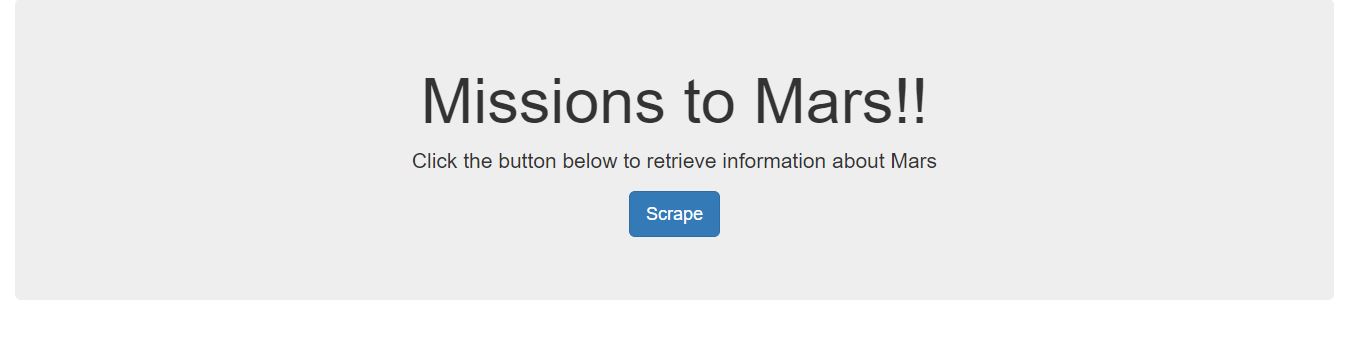 Missions to Mars!!
Click the button below to retrieve information about Mars
Scrape